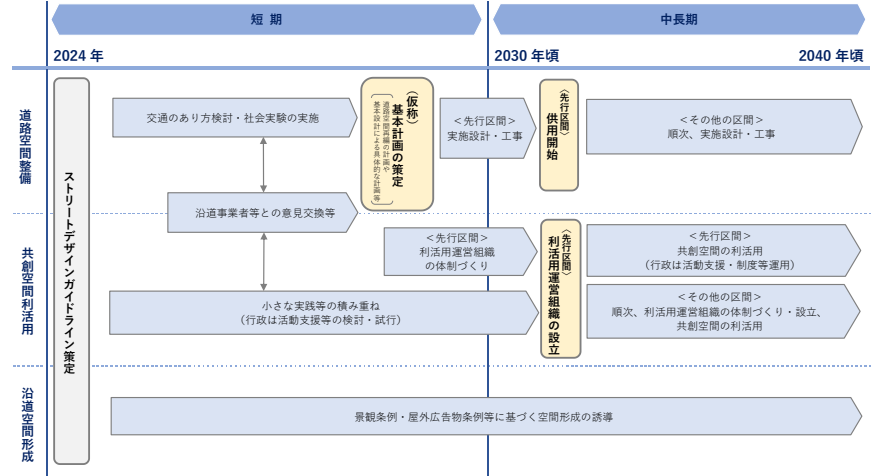 短 期
中長期
2024 年
2030 年頃
2040 年頃
道路空間整備
共創空間利活用
沿道空間形成
ストリートデザインガイドライン策定
交通のあり方検討・社会実験の実施
（仮称）
基本計画の策定
道路空間再編の計画や
基本設計による具体的な計画等
＜先行区間＞
実施設計・工事
〈先行区間〉
供用開始
＜その他の区間＞
順次、実施設計・工事
沿道事業者等との意見交換等
＜先行区間＞
利活用運営組織
の体制づくり
〈先行区間〉
利活用運営組織の設立
＜先行区間＞
共創空間の利活用
（行政は活動支援・制度等運用）
小さな実践等の積み重ね
（行政は活動支援等の検討・試行）
＜その他の区間＞
順次、利活用運営組織の体制づくり・設立、
共創空間の利活用
景観条例・屋外広告物条例等に基づく空間形成の誘導